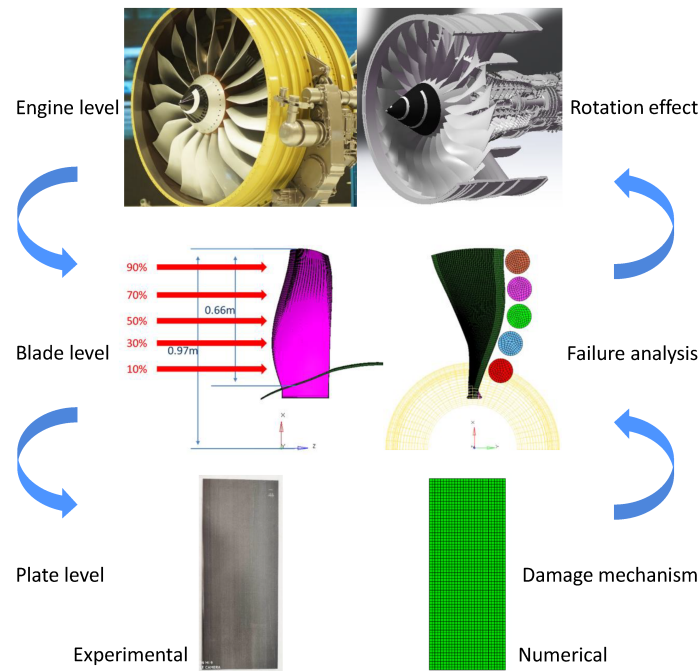 Engine level
Rotation effect
90%
70%
50%
30%
10%
0.66m
0.97m
Blade level
Failure analysis
X
Y
Z
X
Y
Plate level
Damage mechanism
Experimental
Numerical